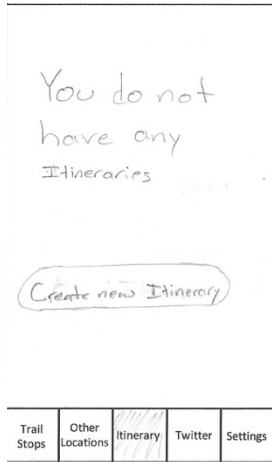 You do not
have any
Itineraries
Create new Itinerary
Trail Stops
Other Locations
Itinerary
Twitter
Settings